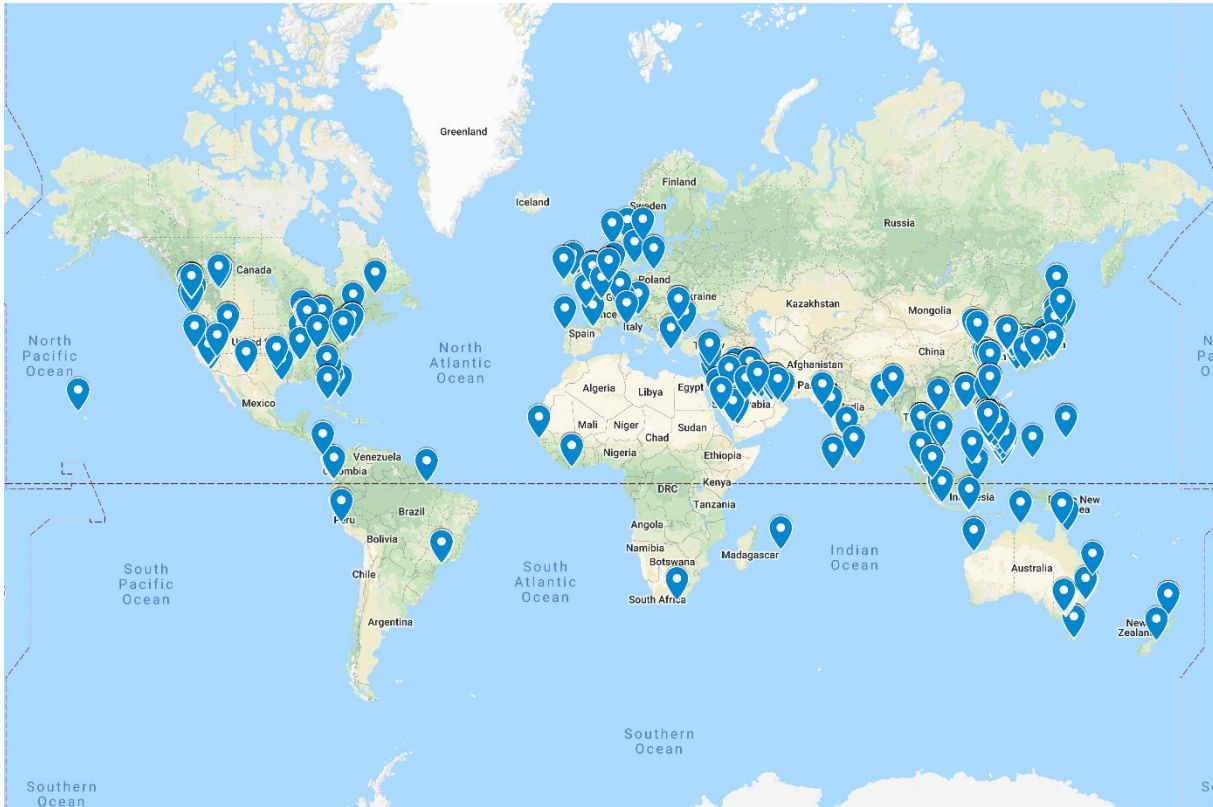 Greenland
Iceland
Finland
Sweden
Russia
Canada
Poland
Kazakhstan
Mongolia
Spain
Italy
North
Pacific
Ocean
North
Atlantic
Ocean
China
Afghanistan
Mexico
Algeria
Libya
Egypt
India
Mali
Niger
Chad
Sudan
Nigeria
Ethiopia
Venezuela
DRC
Kenya
Tanzania
Brazil
Peru
Bolivia
Angola
Namibia
Botswana
Madagascar
Indian
Ocean
Australia
Chile
South
Pacific
Ocean
South
Atlantic
Ocean
South Africa
Argentina
New
Zealand
Southern
Ocean
Southern
Ocean